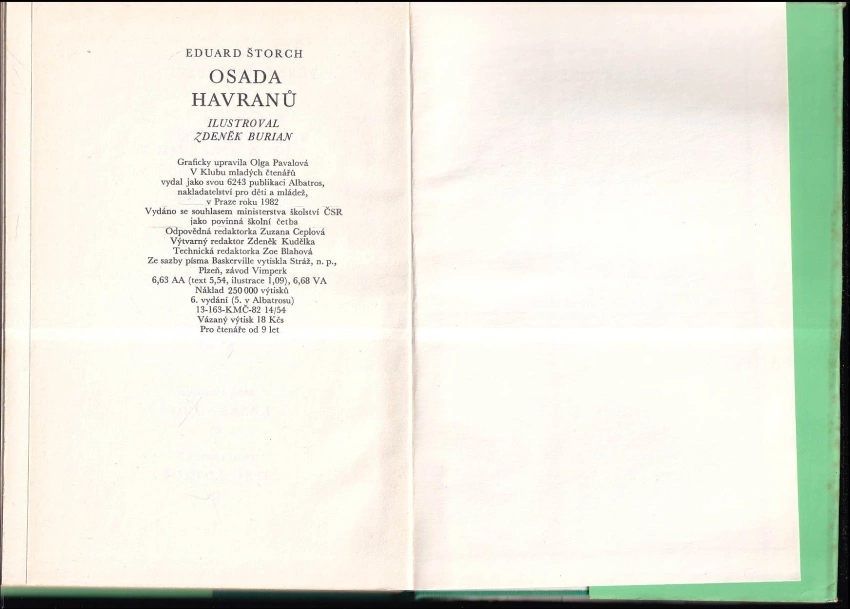 EDUARD ŠTORCH
OSADA
HAVRANŮ
ILUSTROVAL
ZDENĚK BURIAN
Graficky upravila Olga Pavalová
V Klubu mladých čtenářů
vydal jako svou 6243 publikaci Albatros,
nakladatelství pro děti a mládež,
v Praze roku 1982
Vydáno se souhlasem ministerstva školství ČSR
jako povinná školní četba
Odpovědná redaktorka Zuzana Ceplová
Výtvarný redaktor Zdeněk Kudělka
Technická redaktorka Zoe Blahová
Ze sazby písma Baskerville vytiskla Stráž, n. p.,
Plzeň, závod Vimperk
6,63 AA (text 5,54, ilustrace 1,09), 6,68 VA
Náklad 250 000 výtisků
6. vydání (5. v Albatrosu)
13-163-KMČ-82 14/54
Vázaný výtisk 18 Kčs
Pro čtenáře od 9 let